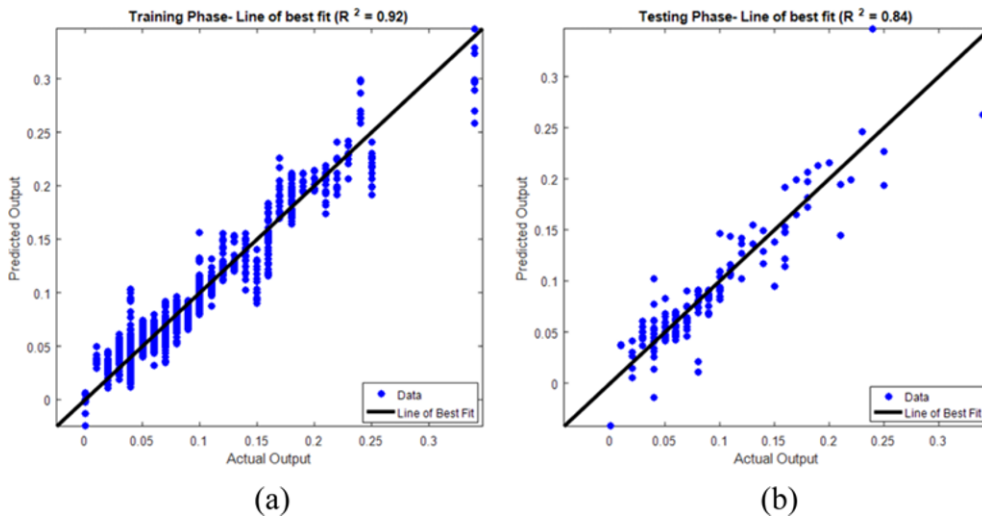 Training Phase- Line of best fit (R 2 = 0.92)
Predicted Output
0.3
0.25
0.2
0.15
0.1
0.05
0
0 0.05 0.1 0.15 0.2 0.25 0.3
Actual Output
Data
Line of Best Fit
(a)
Testing Phase- Line of best fit (R 2 = 0.84)
Predicted Output
0.3
0.25
0.2
0.15
0.1
0.05
0
0 0.05 0.1 0.15 0.2 0.25 0.3
Actual Output
Data
Line of Best Fit
(b)